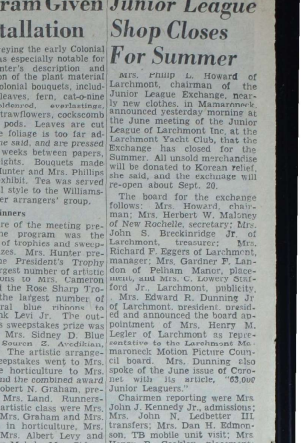 ram Given
tallation
veying the early Colonial
as especially notable for
nter's description and
on of the plant material
olonial bouquets, includ-
leaves, fern, cat-o-nine
everlastings,
trawflowers, cockscomb
pods. Leaves are cut
e foliage is too far ad-
he said, and are pressed
weeks between papers,
ights. Bouquets made
unter and Mrs. Phillips
xhibit. Tea was served
l style to the Williams-
er arrangers' group.
inners
re of the meeting pre-
he program was the
of trophies and sweep-
zes. Mrs. Hunter pre-
he President's Trophy
rgest number of artistic
ons to Mrs. Cameron
the Rose Sharp Tro-
the largest number of
ral blue ribbons to
k Levi Jr. The out-
s sweepstakes prize was
Mrs. Sidney D. Blue
The artistic arrange-
epstakes went to Mrs.
e horticulture to Mrs.
nd the combined award
obert N. Graham, pre-
Mrs. Land. Runners-
artistic class were Mrs.
Mrs. Graham and Mrs.
in horticulture, Mrs.
Mrs. Albert Levy and
Junior League
Shop Closes
For Summer
Mrs. Philip L. Howard of
Larchmont, chairman of the
Junior League Exchange, near-
ly new clothes, in Mamaroneck,
announced yesterday morning at
the June meeting of the Junior
League of Larchmont Inc, at the
Larchmont Yacht Club, that the
Exchange has closed for the
Summer. All unsold merchandise
will be donated to Korean relief,
she said, and the exchange will
re-open about Sept. 20.
The board for the exchange
follows: Mrs. Howard, chair-
man; Mrs. Herbert W. Maloney
of New Rochelle, secretary; Mrs.
John S. Breckinridge Jr. of
Larchmont, treasurer; Mrs.
Richard F. Eggers of Larchmont,
manager; Mrs. Gardner F. Lan-
don of Pelham Manor, place-
ment, and Mrs. C. Lowery Staf-
ford Jr., Larchmont, publicity.
Mrs. Edward R. Dunning Jr
of Larchmont, president, presid-
ed and announced the board ap-
pointment of Mrs. Henry M.
Legler of Larchmont as repre-
sentative to the Larchmont Ma-
maroneck Motion Picture Coun-
cil board. Mrs. Dunning also
spoke of the June issue of Coro-
net with its article, "63,000
Junior Leaguers."
Chairmen reporting were Mrs.
John J. Kennedy Jr., admissions;
Mrs. John N. Ledbetter III,
transfers; Mrs. Dan H. Edmon-
son, TB mobile unit visit; Mrs.